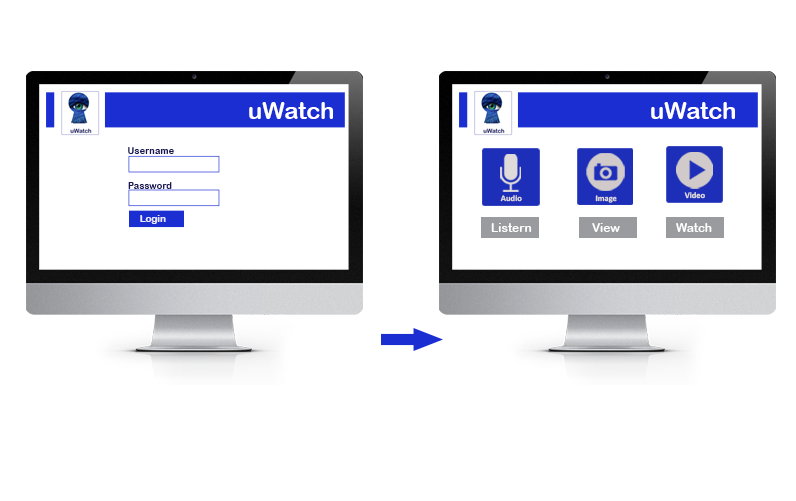 uWatch
uWatch
Username
Password
Login
uWatch
uWatch
Audio
Image
Video
Listern
View
Watch